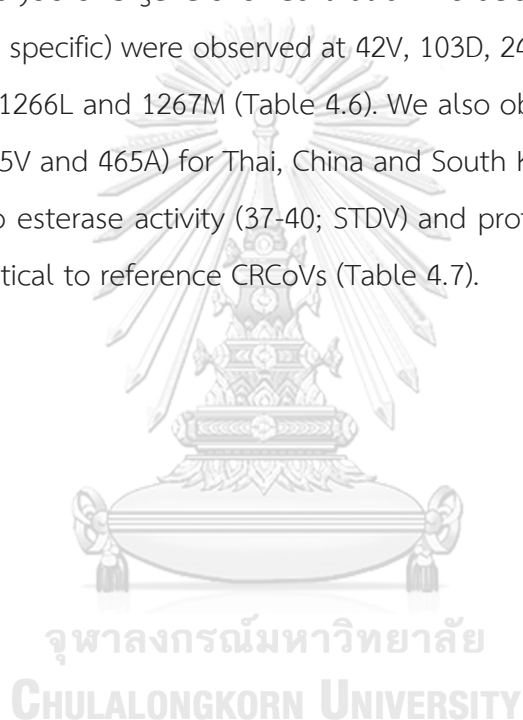 specific) were observed at 42V, 103D, 24
1266L and 1267M (Table 4.6). We also ob
5V and 465A) for Thai, China and South K
o esterase activity (37-40; STDV) and prot
tical to reference CRCoVs (Table 4.7).
จุฬาลงกรณ์มหาวิทยาลัย
CHULALONGKORN UNIVERSITY